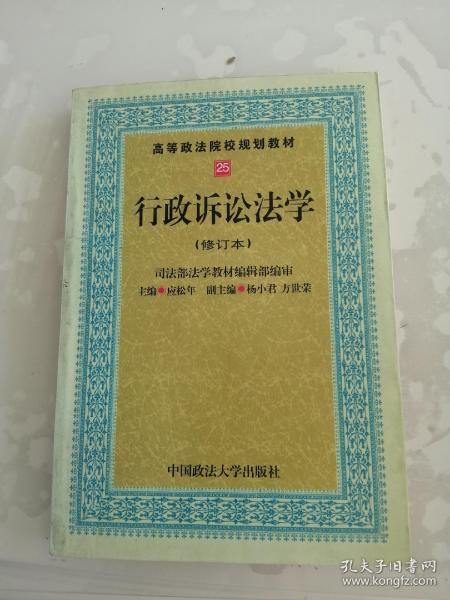 高等政法院校规划教材
25
行政诉讼法学
(修订本)
司法部法学教材编辑部编审
主编●应松年 副主编●杨小君 方世荣
中国政法大学出版社
孔夫子旧书网
www.kongfz.com